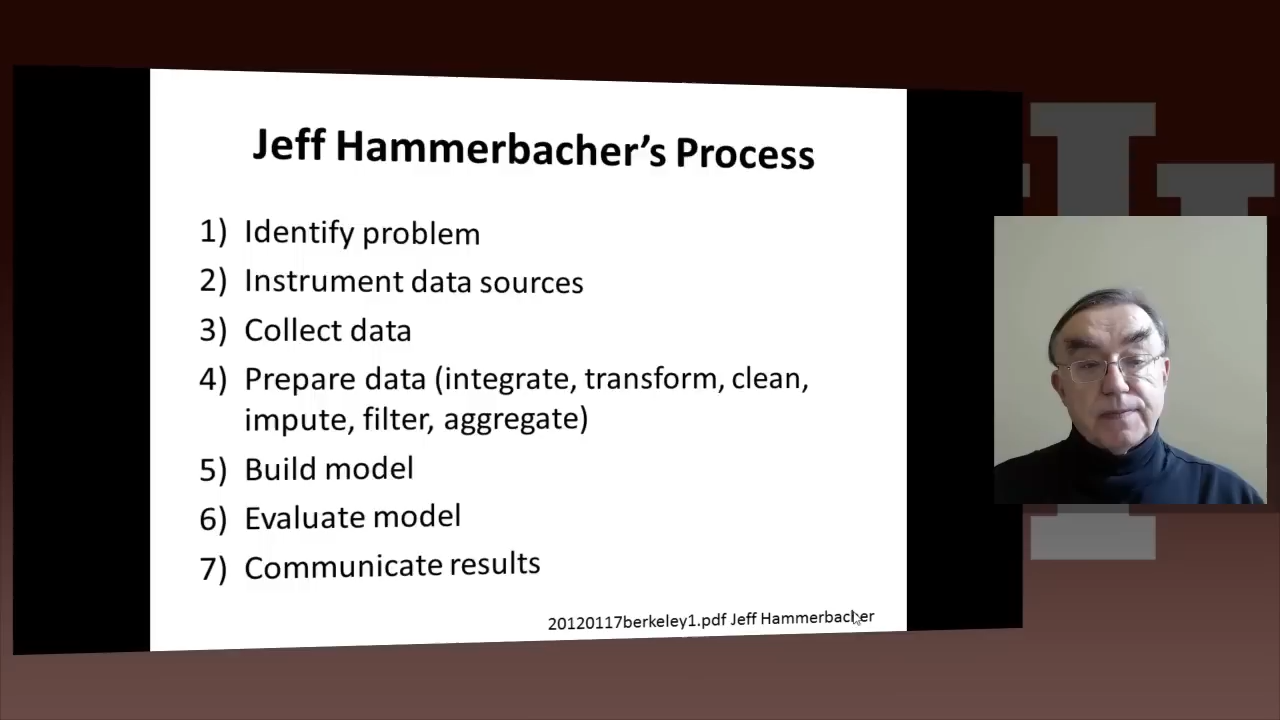 Jeff Hammerbacher’s Process
1) Identify problem
2) Instrument data sources
3) Collect data
4) Prepare data (integrate, transform, clean,
impute, filter, aggregate)
5) Build model
6) Evaluate model
7) Communicate results
20120117berkeley1.pdf Jeff Hammerbacher